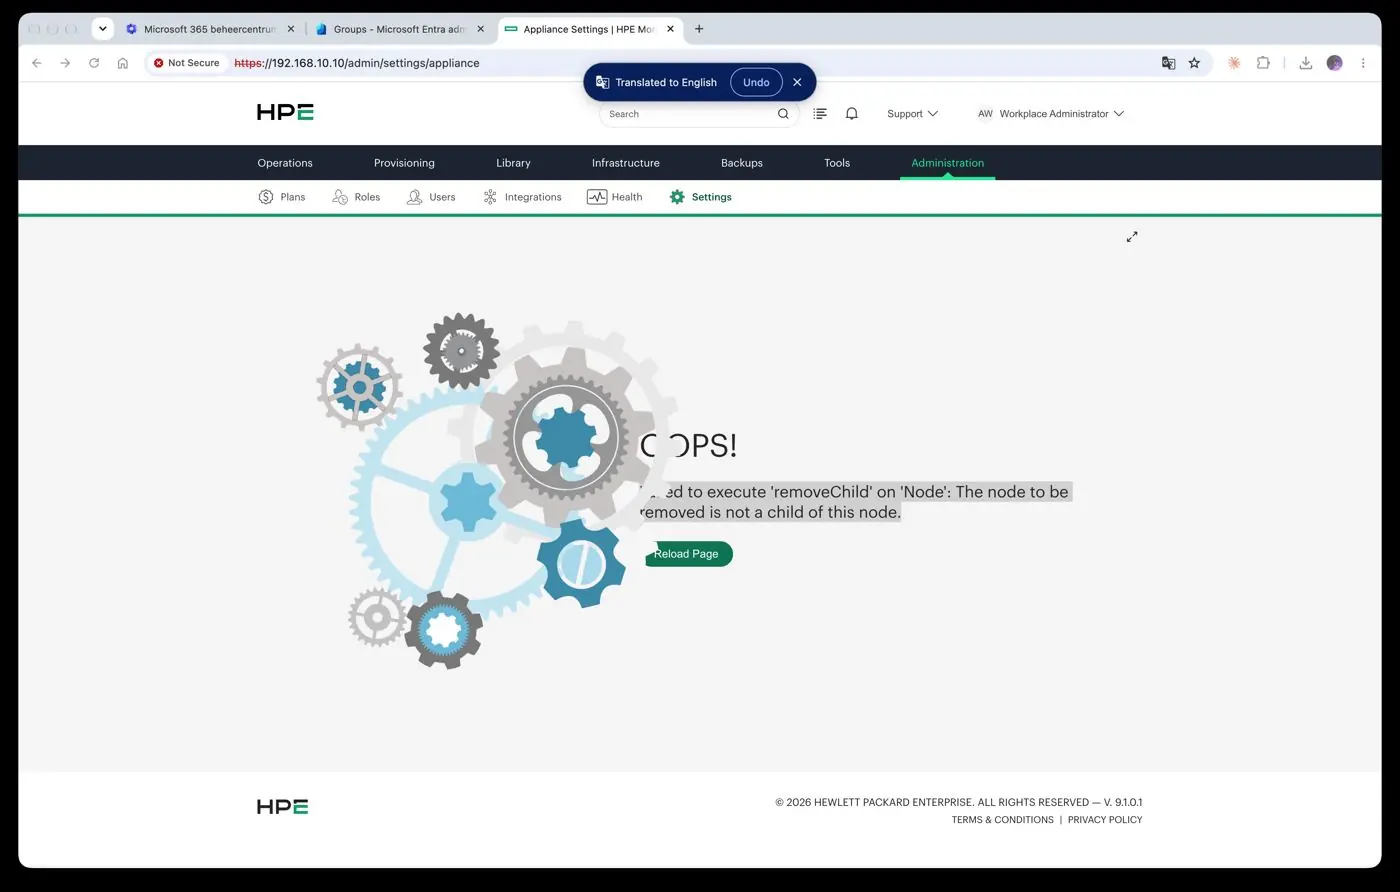 Microsoft 365 beheercentrum
Groups - Microsoft Entra adm
Appliance Settings | HPE Mor
Not Secure
https://192.168.10.10/admin/settings/appliance
Translated to English
Undo
HPE
Search
Support
AW Workplace Administrator
Operations
Provisioning
Library
Infrastructure
Backups
Tools
Administration
Plans
Roles
Users
Integrations
Health
Settings
OOPS!
ed to execute 'removeChild' on 'Node': The node to be
removed is not a child of this node.
Reload Page
HPE
© 2026 HEWLETT PACKARD ENTERPRISE. ALL RIGHTS RESERVED — V. 9.1.0.1
TERMS & CONDITIONS | PRIVACY POLICY